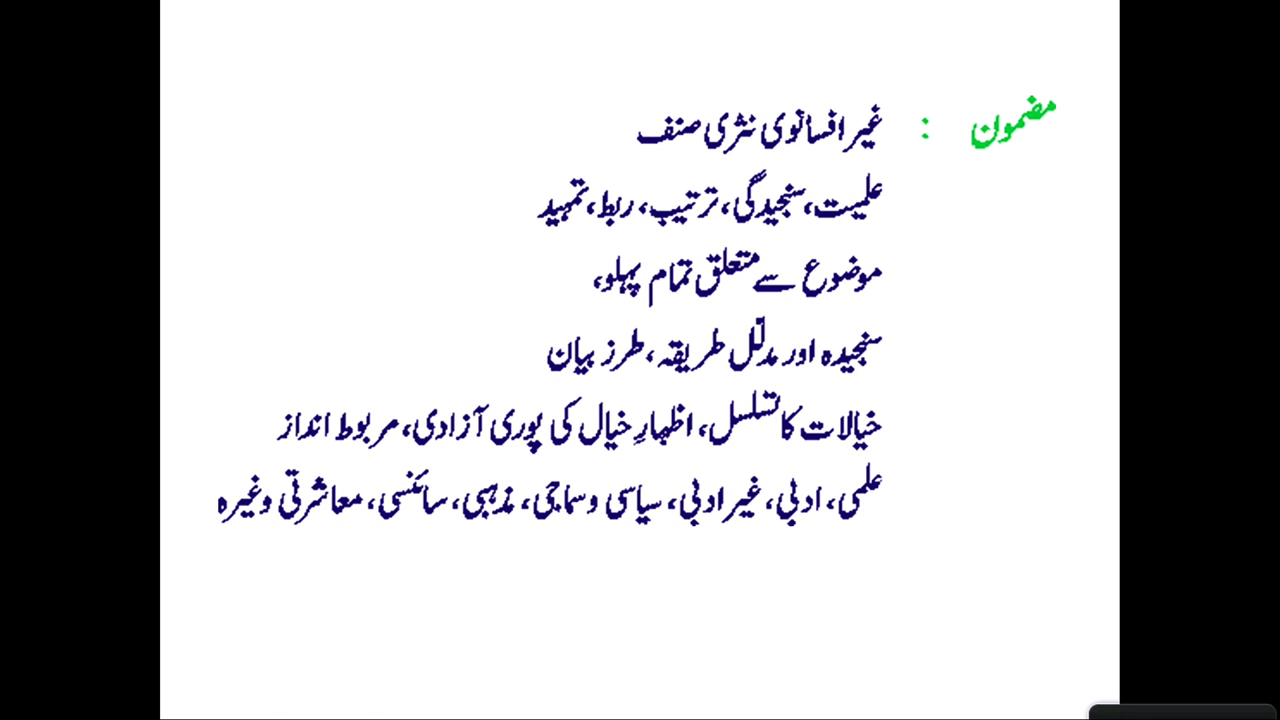 مضمون : غیر افسانوی نثری صنف
علمیت، سنجیدگی، ترتیب، ربط، تمہید
موضوع سے متعلق تمام پہلو،
سنجیدہ اور مدلّل طریقہ، طرز بیان
خیالات کا تسلسل، اظہارِ خیال کی پوری آزادی، مربوط انداز
علمی، ادبی، غیر ادبی، سیاسی و سماجی، مذہبی، سائنسی، معاشرتی وغیرہ